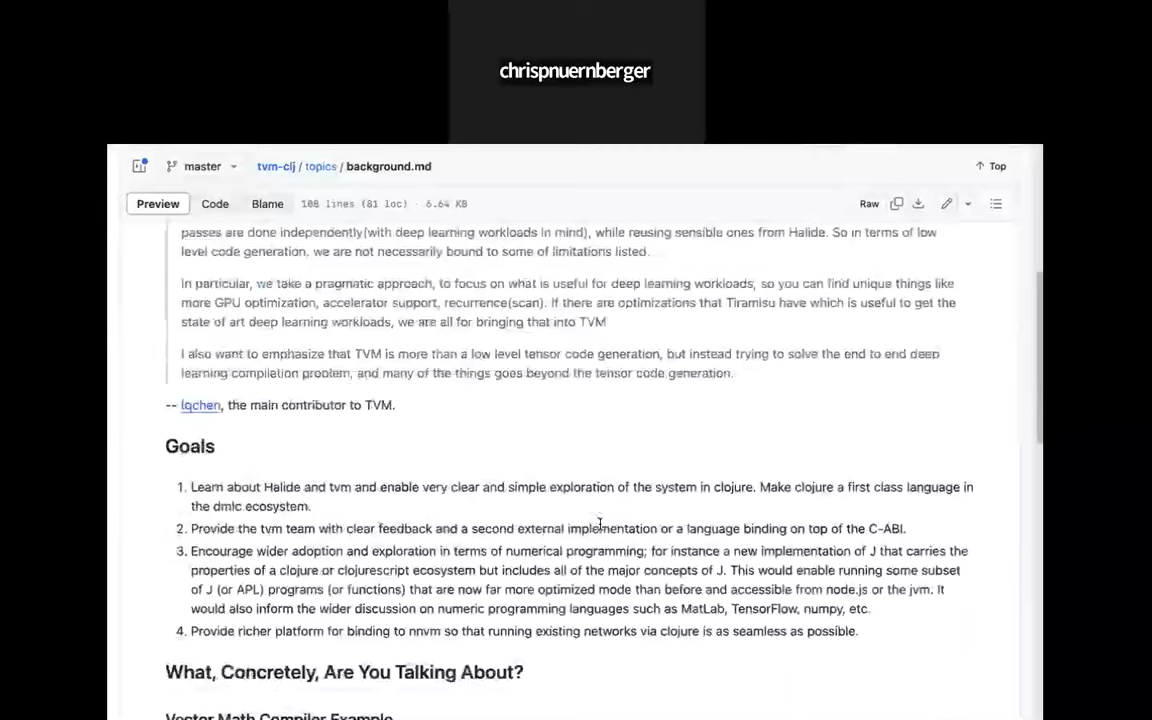 chrispnuernberger
master
tvm-clj / topics / background.md
Top
Preview
Code
Blame
108 lines (81 loc) · 6.64 KB
Raw
passes are done independently(with deep learning workloads in mind), while reusing sensible ones from Halide. So in terms of low
level code generation, we are not necessarily bound to some of limitations listed.
In particular, we take a pragmatic approach, to focus on what is useful for deep learning workloads, so you can find unique things like
more GPU optimization, accelerator support, recurrence(scan). If there are optimizations that Tiramisu have which is useful to get the
state of art deep learning workloads, we are all for bringing that into TVM
I also want to emphasize that TVM is more than a low level tensor code generation, but instead trying to solve the end to end deep
learning compilation problem, and many of the things goes beyond the tensor code generation.
-- tqchen, the main contributor to TVM.
Goals
1. Learn about Halide and tvm and enable very clear and simple exploration of the system in clojure. Make clojure a first class language in
the dmlc ecosystem.
2. Provide the tvm team with clear feedback and a second external implementation or a language binding on top of the C-ABI.
3. Encourage wider adoption and exploration in terms of numerical programming; for instance a new implementation of J that carries the
properties of a clojure or clojurescript ecosystem but includes all of the major concepts of J. This would enable running some subset
of J (or APL) programs (or functions) that are now far more optimized mode than before and accessible from node.js or the jvm. It
would also inform the wider discussion on numeric programming languages such as MatLab, TensorFlow, numpy, etc.
4. Provide richer platform for binding to nnvm so that running existing networks via clojure is as seamless as possible.
What, Concretely, Are You Talking About?
Vector Math Compiler Example